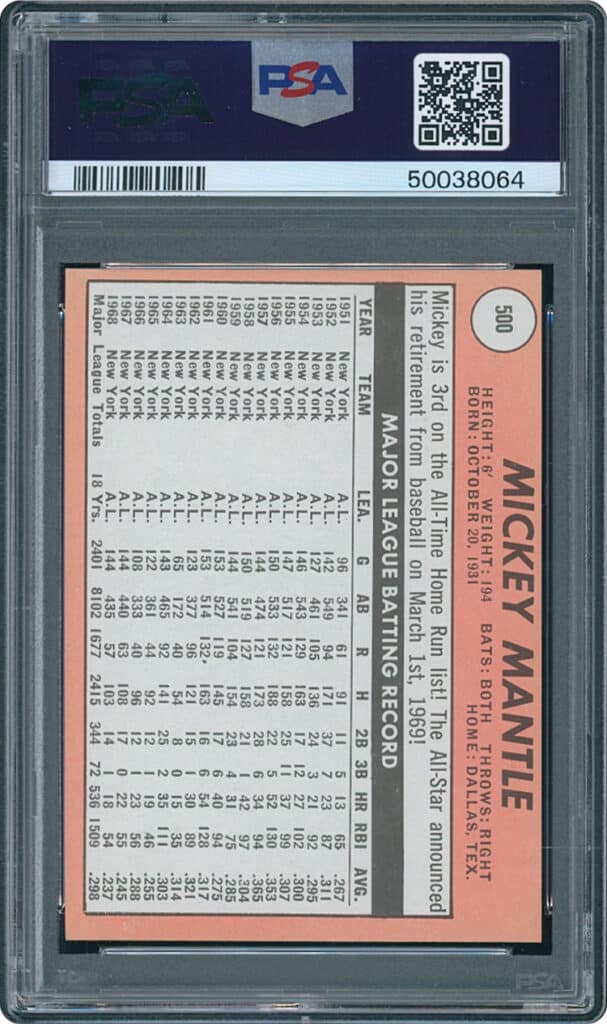 PSA
PSA
50038064
500
MICKEY MANTLE
HEIGHT: 6' WEIGHT: 194 BATS: BOTH THROWS: RIGHT
BORN: OCTOBER 20, 1931 HOME: DALLAS, TEX.
Mickey is 3rd on the All-Time Home Run list! The All-Star announced
his retirement from baseball on March 1st, 1969!
MAJOR LEAGUE BATTING RECORD
YEAR TEAM LEA. G AB R H 2B 3B HR RBI AVG.
1951 New York A.L. 96 341 61 91 11 5 13 65 .267
1952 New York A.L. 142 549 94 171 37 7 23 87 .311
1953 New York A.L. 127 461 105 136 24 3 21 92 .295
1954 New York A.L. 146 543 129 163 17 12 27 102 .300
1955 New York A.L. 147 517 121 158 25 11 37 99 .307
1956 New York A.L. 150 533 132 188 22 5 52 130 .353
1957 New York A.L. 144 474 121 173 28 6 34 94 .365
1958 New York A.L. 150 519 127 158 21 1 42 97 .304
1959 New York A.L. 144 541 104 154 23 4 31 75 .285
1960 New York A.L. 153 527 119 145 17 6 40 94 .275
1961 New York A.L. 153 514 132 163 16 6 54 128 .317
1962 New York A.L. 123 377 96 121 15 1 30 89 .321
1963 New York A.L. 65 172 40 54 8 0 15 35 .314
1964 New York A.L. 143 465 92 141 25 2 35 111 .303
1965 New York A.L. 122 361 44 92 12 1 19 46 .255
1966 New York A.L. 108 333 40 96 12 1 23 56 .288
1967 New York A.L. 144 440 63 108 17 0 22 55 .245
1968 New York A.L. 144 435 57 103 14 1 18 54 .237
Major League Totals 18 Yrs. 2401 8102 1677 2415 344 72 536 1509 .298
PSA